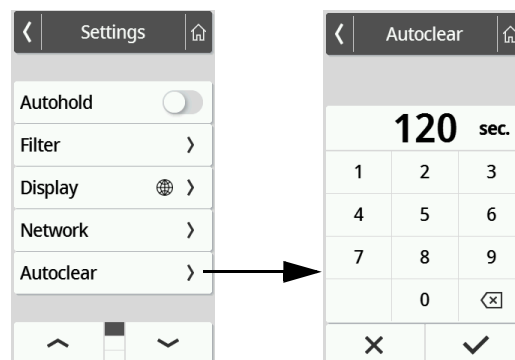 Settings
Autohold
Filter
Display
Network
Autoclear
Autoclear
120 sec.
1 2 3
4 5 6
7 8 9
0